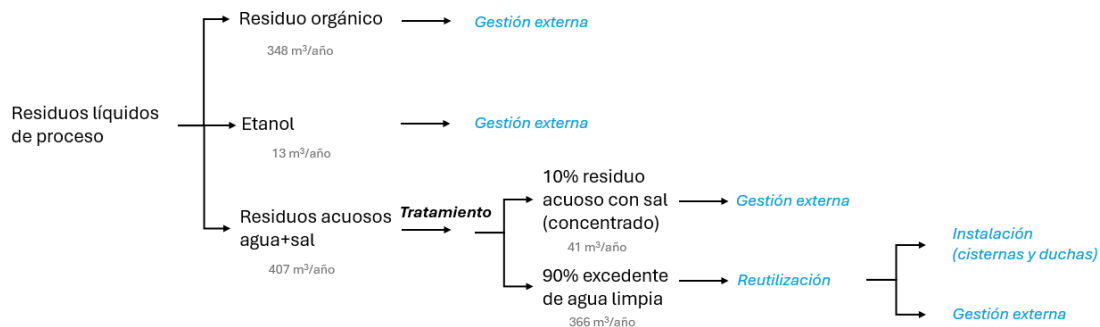 Residuo orgánico
348 m³/año
Gestión externa
Residuos líquidos
de proceso
Etanol
13 m³/año
Gestión externa
Residuos acuosos
agua+sal
407 m³/año
Tratamiento
10% residuo
acuoso con sal
(concentrado)
41 m³/año
Gestión externa
90% excedente
de agua limpia
366 m³/año
Reutilización
Instalación
(cisternas y duchas)
Gestión externa